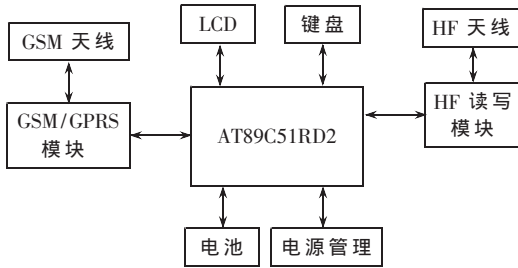 GSM 天线
LCD
键盘
HF 天线
GSM/GPRS
模块
AT89C51RD2
HF 读写
模块
电池
电源管理